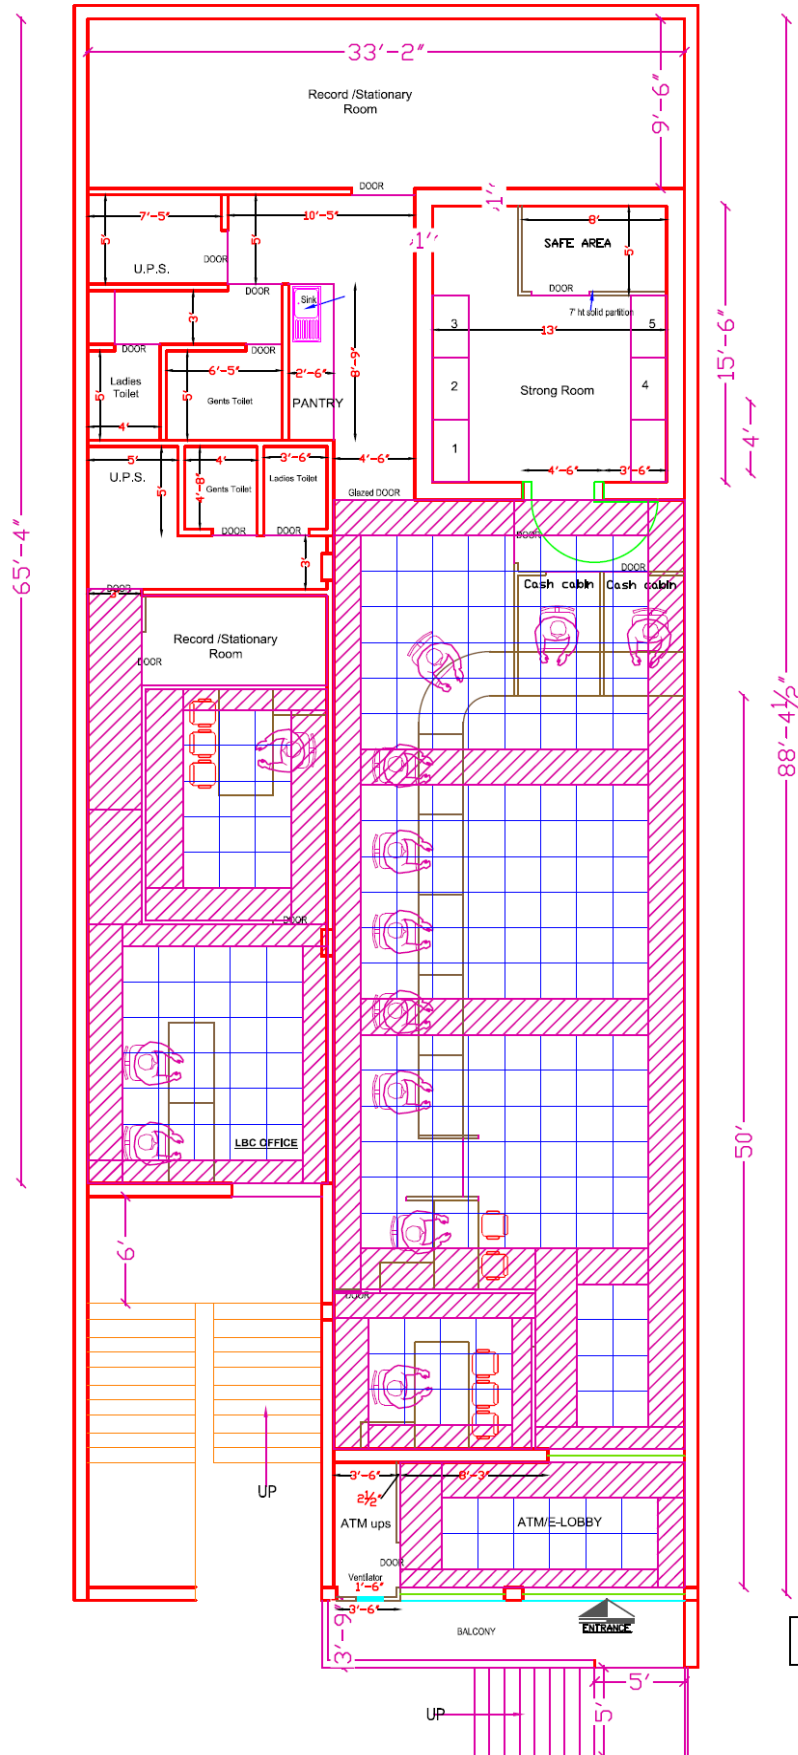 33'-2"
9'-6"
Record /Stationary
Room
DOOR
1'
7'-5"
10'-5"
8'
5'
5'
SAFE AREA
5'
1'
DOOR
U.P.S.
DOOR
DOOR
7' ht solid partition
Sink
3'
3
13'
5
15'-6"
DOOR
DOOR
6'-5"
2'-6"
8'-9"
5'
Ladies
Toilet
5'
Gents Toilet
PANTRY
2
Strong Room
4
4'
4'
1
5'
4'
3'-6"
4'-6"
4'-6"
3'-6"
U.P.S.
5'
4'-8"
Gents Toilet
Ladies Toilet
Glazed DOOR
DOOR
DOOR
DOOR
65'-4"
3'
DOOR
Cash cabin
Cash cabin
DOOR
3'
Record /Stationary
Room
DOOR
88'-4½"
DOOR
LBC OFFICE
50'
6'
DOOR
UP
3'-6"
8'-3"
2½"
ATM ups
ATM/E-LOBBY
DOOR
Ventilator
1'-6"
3'-6"
3'-9"
ENTRANCE
BALCONY
5'
UP
5'